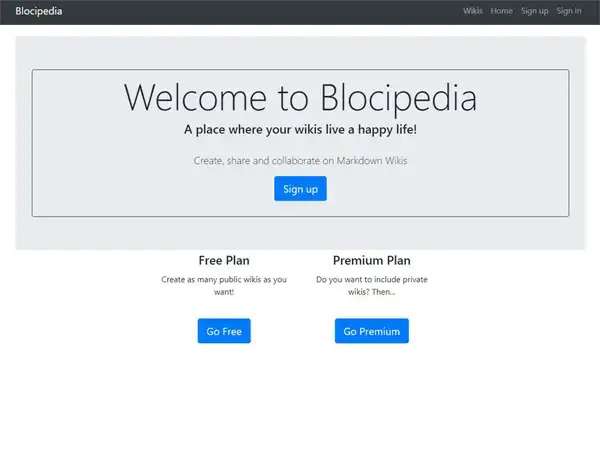 Blocipedia
Wikis Home Sign up Sign in
Welcome to Blocipedia
A place where your wikis live a happy life!
Create, share and collaborate on Markdown Wikis
Sign up
Free Plan
Create as many public wikis as you
want!
Go Free
Premium Plan
Do you want to include private
wikis? Then...
Go Premium